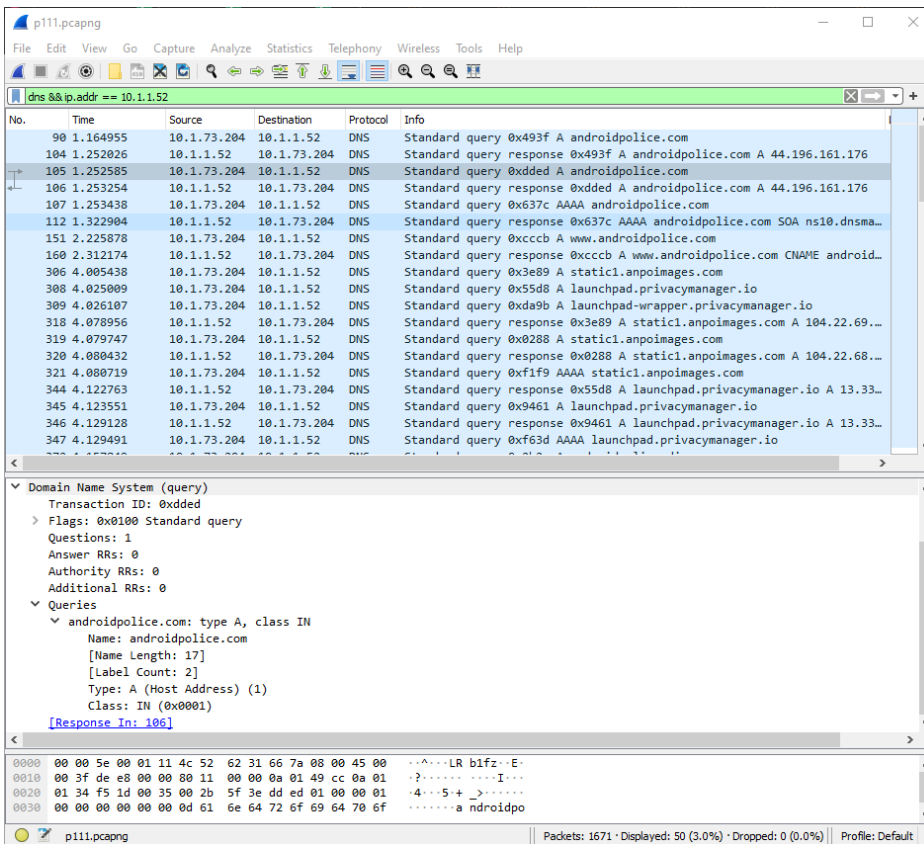 p111.pcapng
File Edit View Go Capture Analyze Statistics Telephony Wireless Tools Help
dns && ip.addr == 10.1.1.52
No. Time Source Destination Protocol Info
90 1.164955 10.1.73.204 10.1.1.52 DNS Standard query 0x493f A androidpolice.com
104 1.252026 10.1.1.52 10.1.73.204 DNS Standard query response 0x493f A androidpolice.com A 44.196.161.176
105 1.252585 10.1.73.204 10.1.1.52 DNS Standard query 0xdded A androidpolice.com
106 1.253254 10.1.1.52 10.1.73.204 DNS Standard query response 0xdded A androidpolice.com A 44.196.161.176
107 1.253438 10.1.73.204 10.1.1.52 DNS Standard query 0x637c AAAA androidpolice.com
112 1.322904 10.1.1.52 10.1.73.204 DNS Standard query response 0x637c AAAA androidpolice.com SOA ns10.dnsma…
151 2.225878 10.1.73.204 10.1.1.52 DNS Standard query 0xcccb A www.androidpolice.com
160 2.312174 10.1.1.52 10.1.73.204 DNS Standard query response 0xcccb A www.androidpolice.com CNAME android…
306 4.005438 10.1.73.204 10.1.1.52 DNS Standard query 0x3e89 A static1.anpoimages.com
308 4.025009 10.1.73.204 10.1.1.52 DNS Standard query 0x55d8 A launchpad.privacymanager.io
309 4.026107 10.1.73.204 10.1.1.52 DNS Standard query 0xda9b A launchpad-wrapper.privacymanager.io
318 4.078956 10.1.1.52 10.1.73.204 DNS Standard query response 0x3e89 A static1.anpoimages.com A 104.22.69.…
319 4.079747 10.1.73.204 10.1.1.52 DNS Standard query 0x0288 A static1.anpoimages.com
320 4.080432 10.1.1.52 10.1.73.204 DNS Standard query response 0x0288 A static1.anpoimages.com A 104.22.68.…
321 4.080719 10.1.73.204 10.1.1.52 DNS Standard query 0xf1f9 AAAA static1.anpoimages.com
344 4.122763 10.1.1.52 10.1.73.204 DNS Standard query response 0x55d8 A launchpad.privacymanager.io A 13.33…
345 4.123551 10.1.73.204 10.1.1.52 DNS Standard query 0x9461 A launchpad.privacymanager.io
346 4.129128 10.1.1.52 10.1.73.204 DNS Standard query response 0x9461 A launchpad.privacymanager.io A 13.33…
347 4.129491 10.1.73.204 10.1.1.52 DNS Standard query 0xf63d AAAA launchpad.privacymanager.io
Domain Name System (query)
Transaction ID: 0xdded
Flags: 0x0100 Standard query
Questions: 1
Answer RRs: 0
Authority RRs: 0
Additional RRs: 0
Queries
androidpolice.com: type A, class IN
Name: androidpolice.com
[Name Length: 17]
[Label Count: 2]
Type: A (Host Address) (1)
Class: IN (0x0001)
[Response In: 106]
0000 00 00 5e 00 01 11 4c 52 62 31 66 7a 08 00 45 00 ··^···LR b1fz··E·
0010 00 3f de e8 00 00 80 11 00 00 0a 01 49 cc 0a 01 ·?······ ····I···
0020 01 34 f5 1d 00 35 00 2b 5f 3e dd ed 01 00 00 01 ·4···5·+ _>······
0030 00 00 00 00 00 00 0d 61 6e 64 72 6f 69 64 70 6f ·······a ndroidpo
p111.pcapng Packets: 1671 · Displayed: 50 (3.0%) · Dropped: 0 (0.0%) Profile: Default